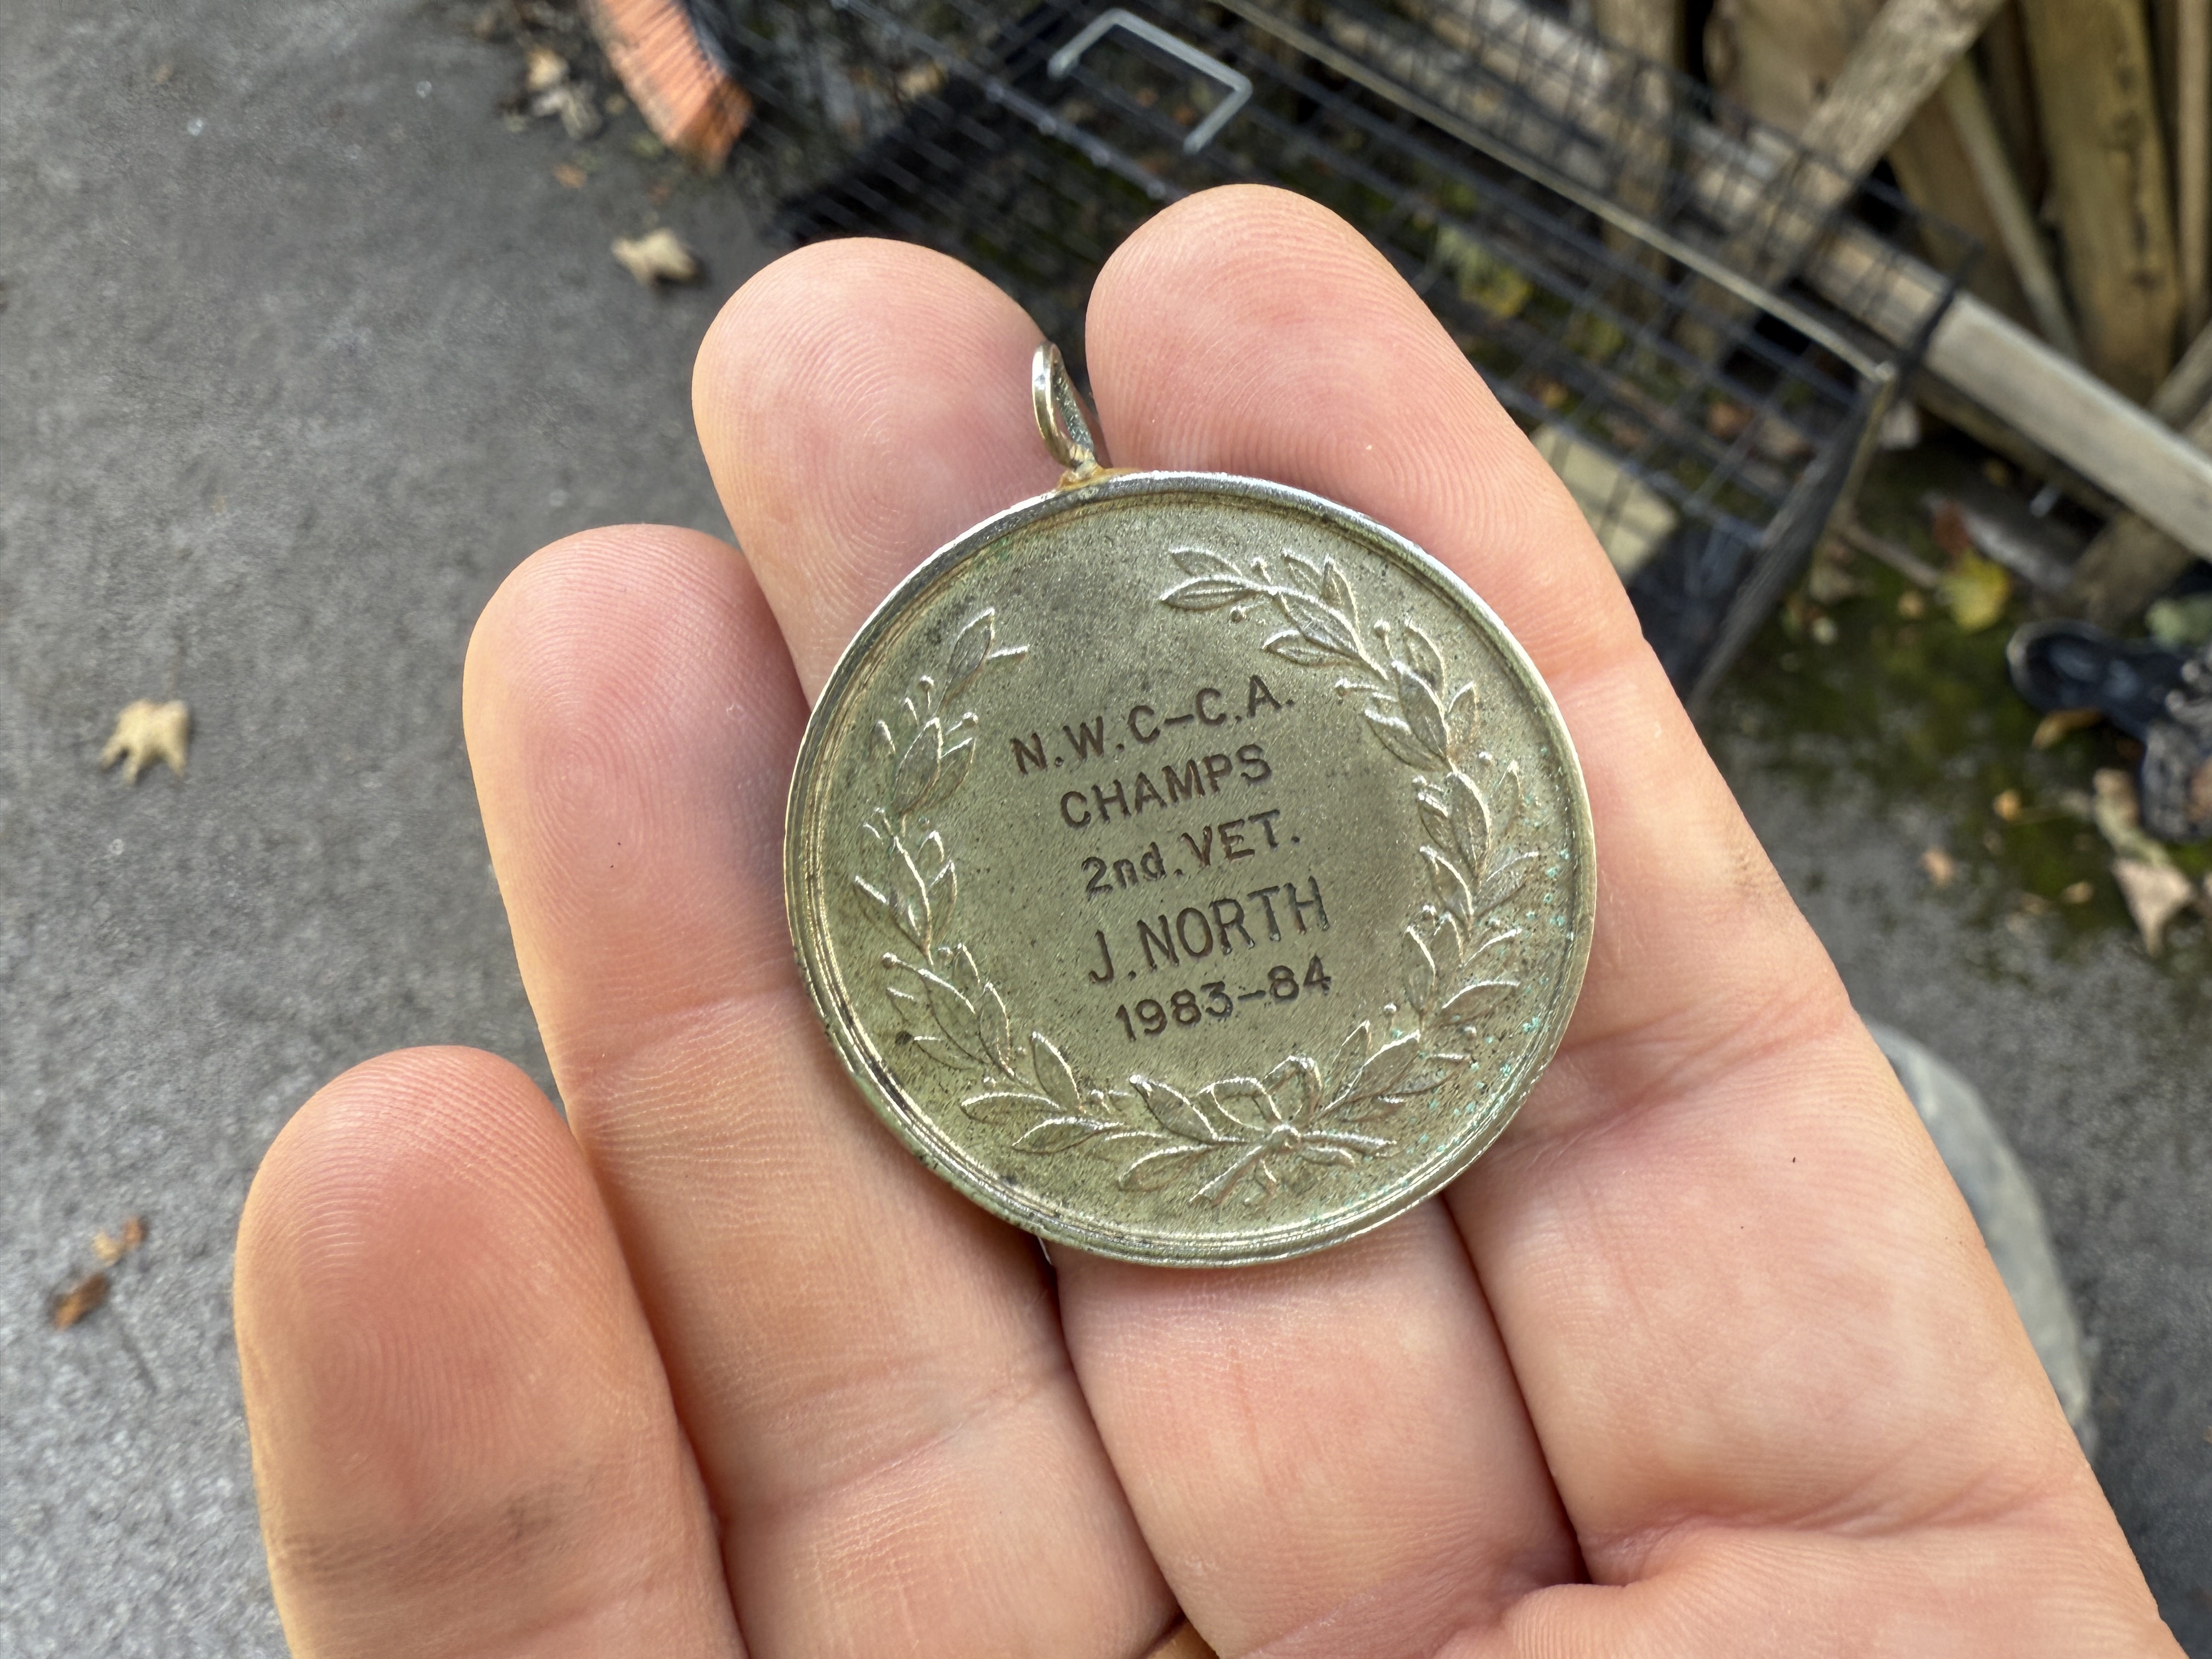 N.W.C-C.A.
CHAMPS
2nd.VET.
J.NORTH
1983-84